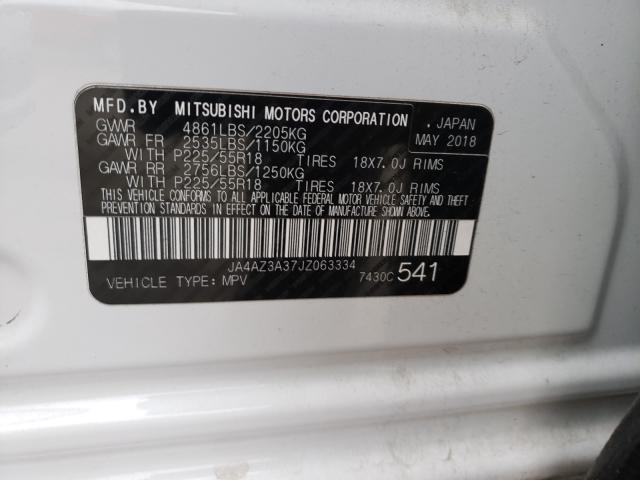 MFD.BY MITSUBISHI MOTORS CORPORATION . JAPAN
GVWR 4861LBS/2205KG MAY 2018
GAWR FR 2535LBS/1150KG
WITH P225/55R18 TIRES 18X7.0J RIMS
GAWR RR 2756LBS/1250KG
WITH P225/55R18 TIRES 18X7.0J RIMS
THIS VEHICLE CONFORMS TO ALL APPLICABLE FEDERAL MOTOR VEHICLE SAFETY AND THEFT
PREVENTION STANDARDS IN EFFECT ON THE DATE OF MANUFACTURE SHOWN ABOVE.
JA4AZ3A37JZ063334
VEHICLE TYPE: MPV 7430C 541